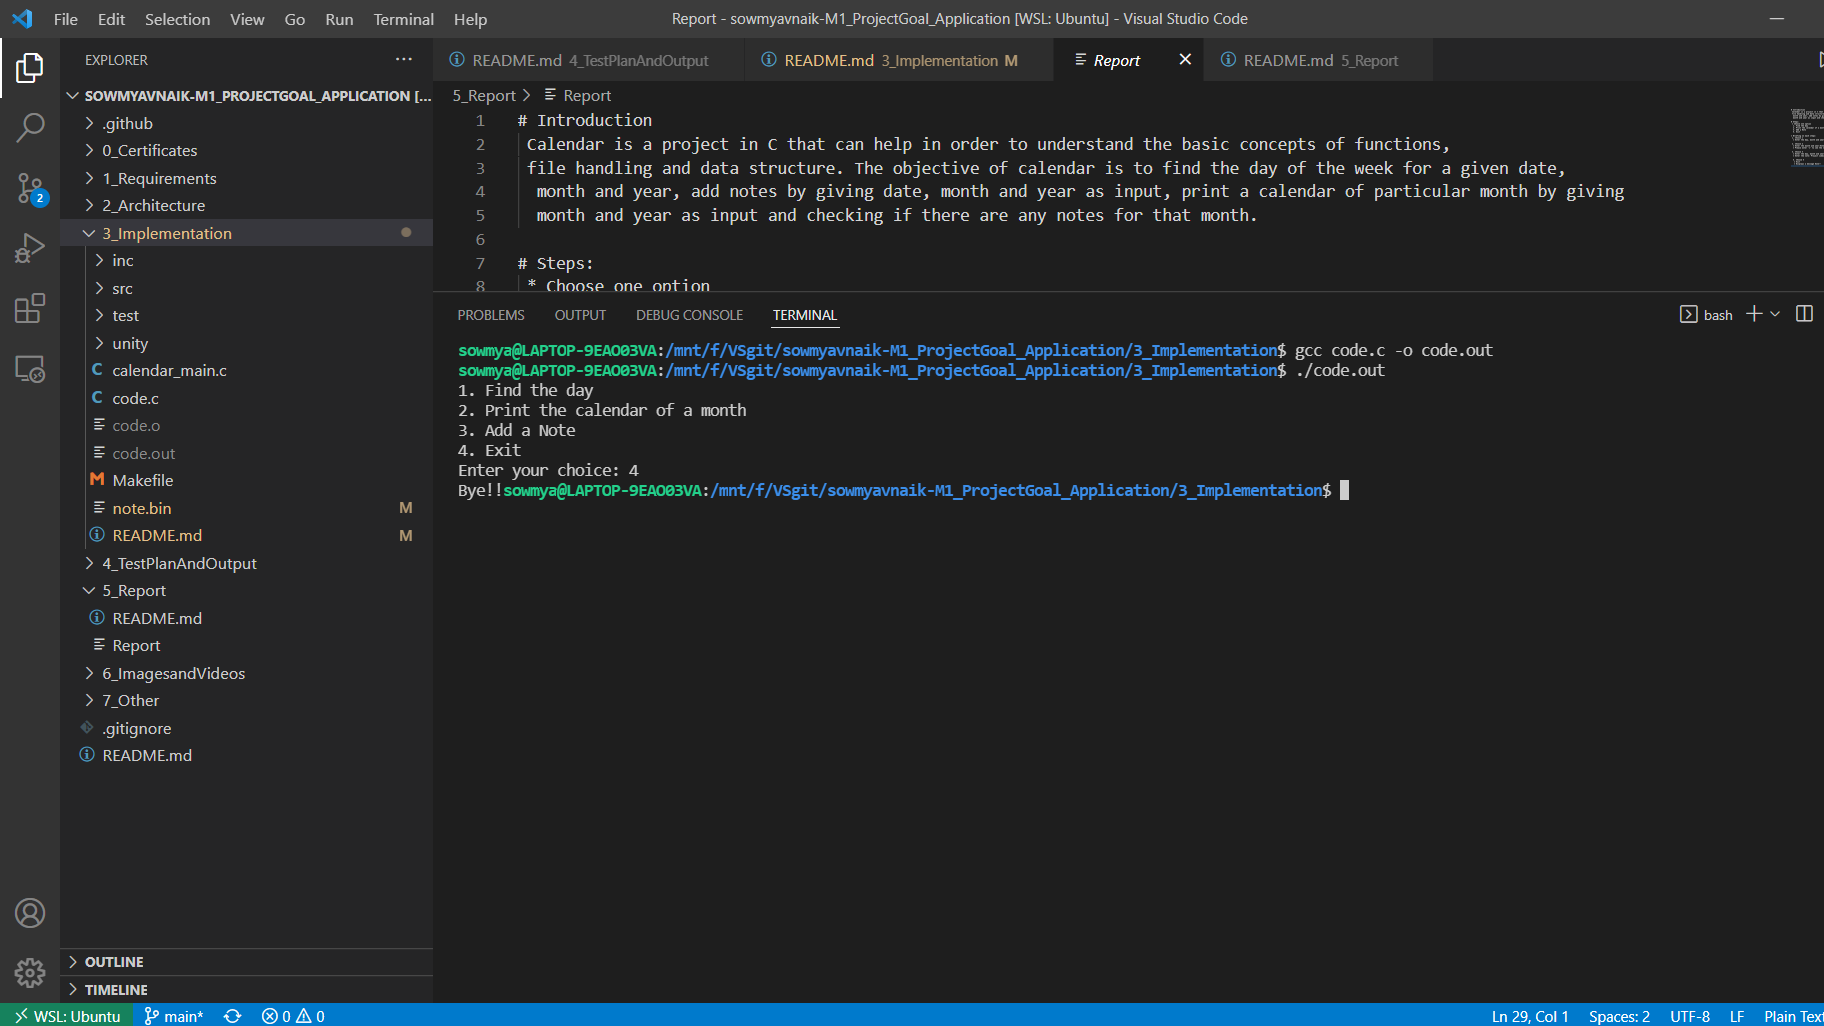 File Edit Selection View Go Run Terminal Help
Report - sowmyavnaik-M1_ProjectGoal_Application [WSL: Ubuntu] - Visual Studio Code
EXPLORER
SOWMYAVNAIK-M1_PROJECTGOAL_APPLICATION [...
.github
0_Certificates
1_Requirements
2
2_Architecture
3_Implementation
inc
src
test
unity
calendar_main.c
code.c
code.o
code.out
Makefile
note.bin M
README.md M
4_TestPlanAndOutput
5_Report
README.md
Report
6_ImagesandVideos
7_Other
.gitignore
README.md
OUTLINE
TIMELINE
README.md 4_TestPlanAndOutput README.md 3_Implementation M Report README.md 5_Report
5_Report > Report
1 # Introduction
2 Calendar is a project in C that can help in order to understand the basic concepts of functions,
3 file handling and data structure. The objective of calendar is to find the day of the week for a given date,
4 month and year, add notes by giving date, month and year as input, print a calendar of particular month by giving
5 month and year as input and checking if there are any notes for that month.
6
7 # Steps:
8 * Choose one option
PROBLEMS OUTPUT DEBUG CONSOLE TERMINAL bash
sowmya@LAPTOP-9EAO03VA:/mnt/f/VSgit/sowmyavnaik-M1_ProjectGoal_Application/3_Implementation$ gcc code.c -o code.out
sowmya@LAPTOP-9EAO03VA:/mnt/f/VSgit/sowmyavnaik-M1_ProjectGoal_Application/3_Implementation$ ./code.out
1. Find the day
2. Print the calendar of a month
3. Add a Note
4. Exit
Enter your choice: 4
Bye!!sowmya@LAPTOP-9EAO03VA:/mnt/f/VSgit/sowmyavnaik-M1_ProjectGoal_Application/3_Implementation$
WSL: Ubuntu main* 0 0 Ln 29, Col 1 Spaces: 2 UTF-8 LF Plain Text